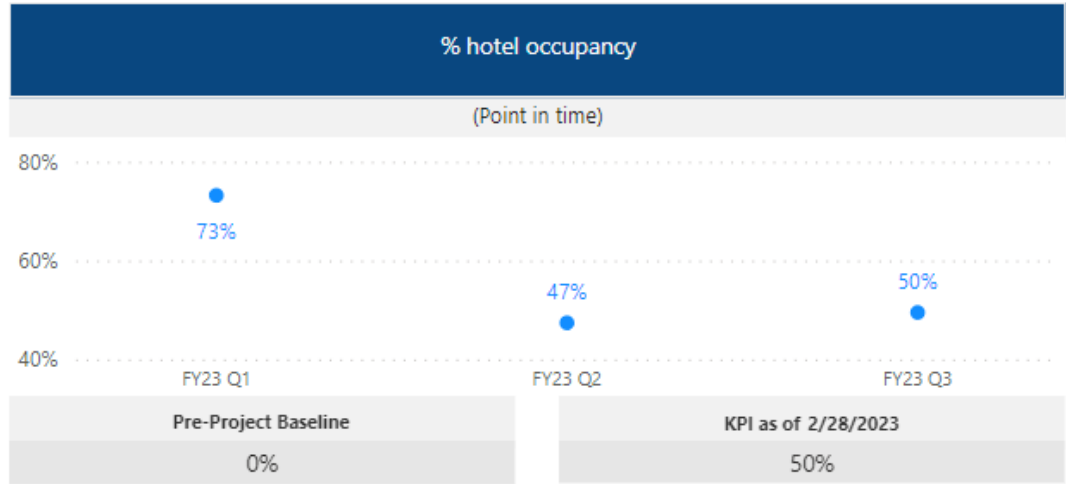 % hotel occupancy
(Point in time)
80%
73%
60%
47%
50%
40%
FY23 Q1 FY23 Q2 FY23 Q3
Pre-Project Baseline KPI as of 2/28/2023
0% 50%